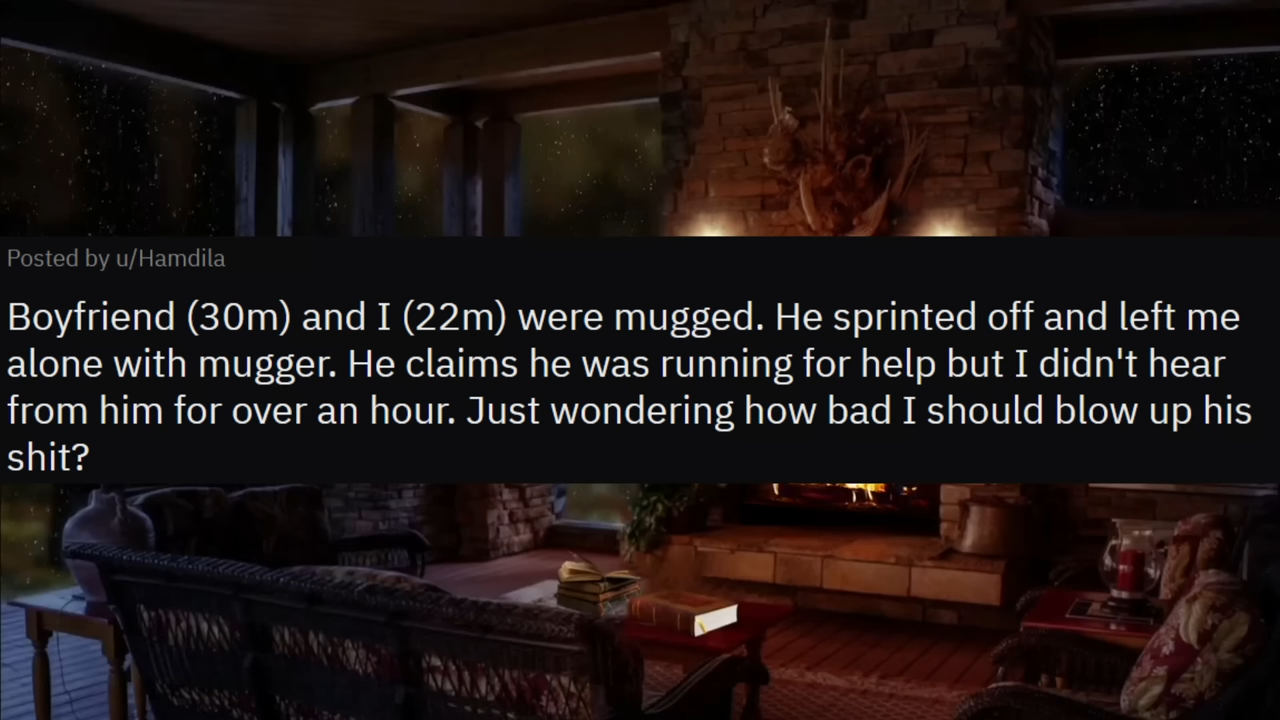 Posted by u/Hamdila
Boyfriend (30m) and I (22m) were mugged. He sprinted off and left me
alone with mugger. He claims he was running for help but I didn't hear
from him for over an hour. Just wondering how bad I should blow up his
shit?